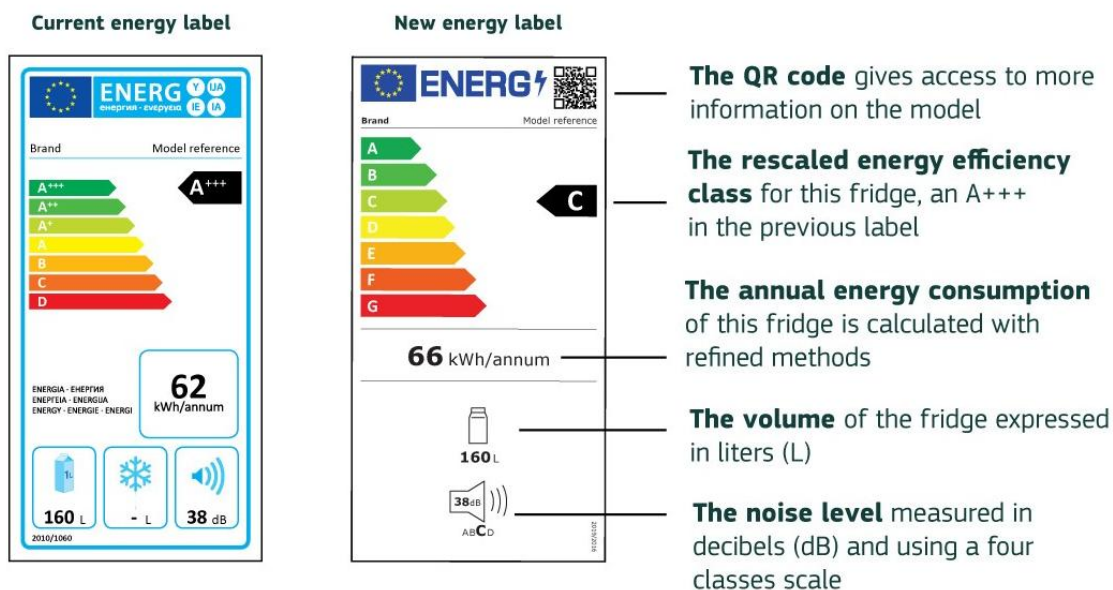 Current energy label
ENERG Y UA
енергия · ενεργεια IE IA
Brand Model reference
A+++
A++
A+
A
B
C
D
A+++
ENERGIA · ЕНЕРГИЯ
ΕΝΕΡΓΕΙΑ · ENERGIJA
ENERGY · ENERGIE · ENERGI
62
kWh/annum
1L
160 L
- L
38 dB
2010/1060
New energy label
ENERG
Brand Model reference
A
B
C
D
E
F
G
C
66 kWh/annum
160 L
38dB
ABCD
2019/2016
The QR code gives access to more
information on the model
The rescaled energy efficiency
class for this fridge, an A+++
in the previous label
The annual energy consumption
of this fridge is calculated with
refined methods
The volume of the fridge expressed
in liters (L)
The noise level measured in
decibels (dB) and using a four
classes scale